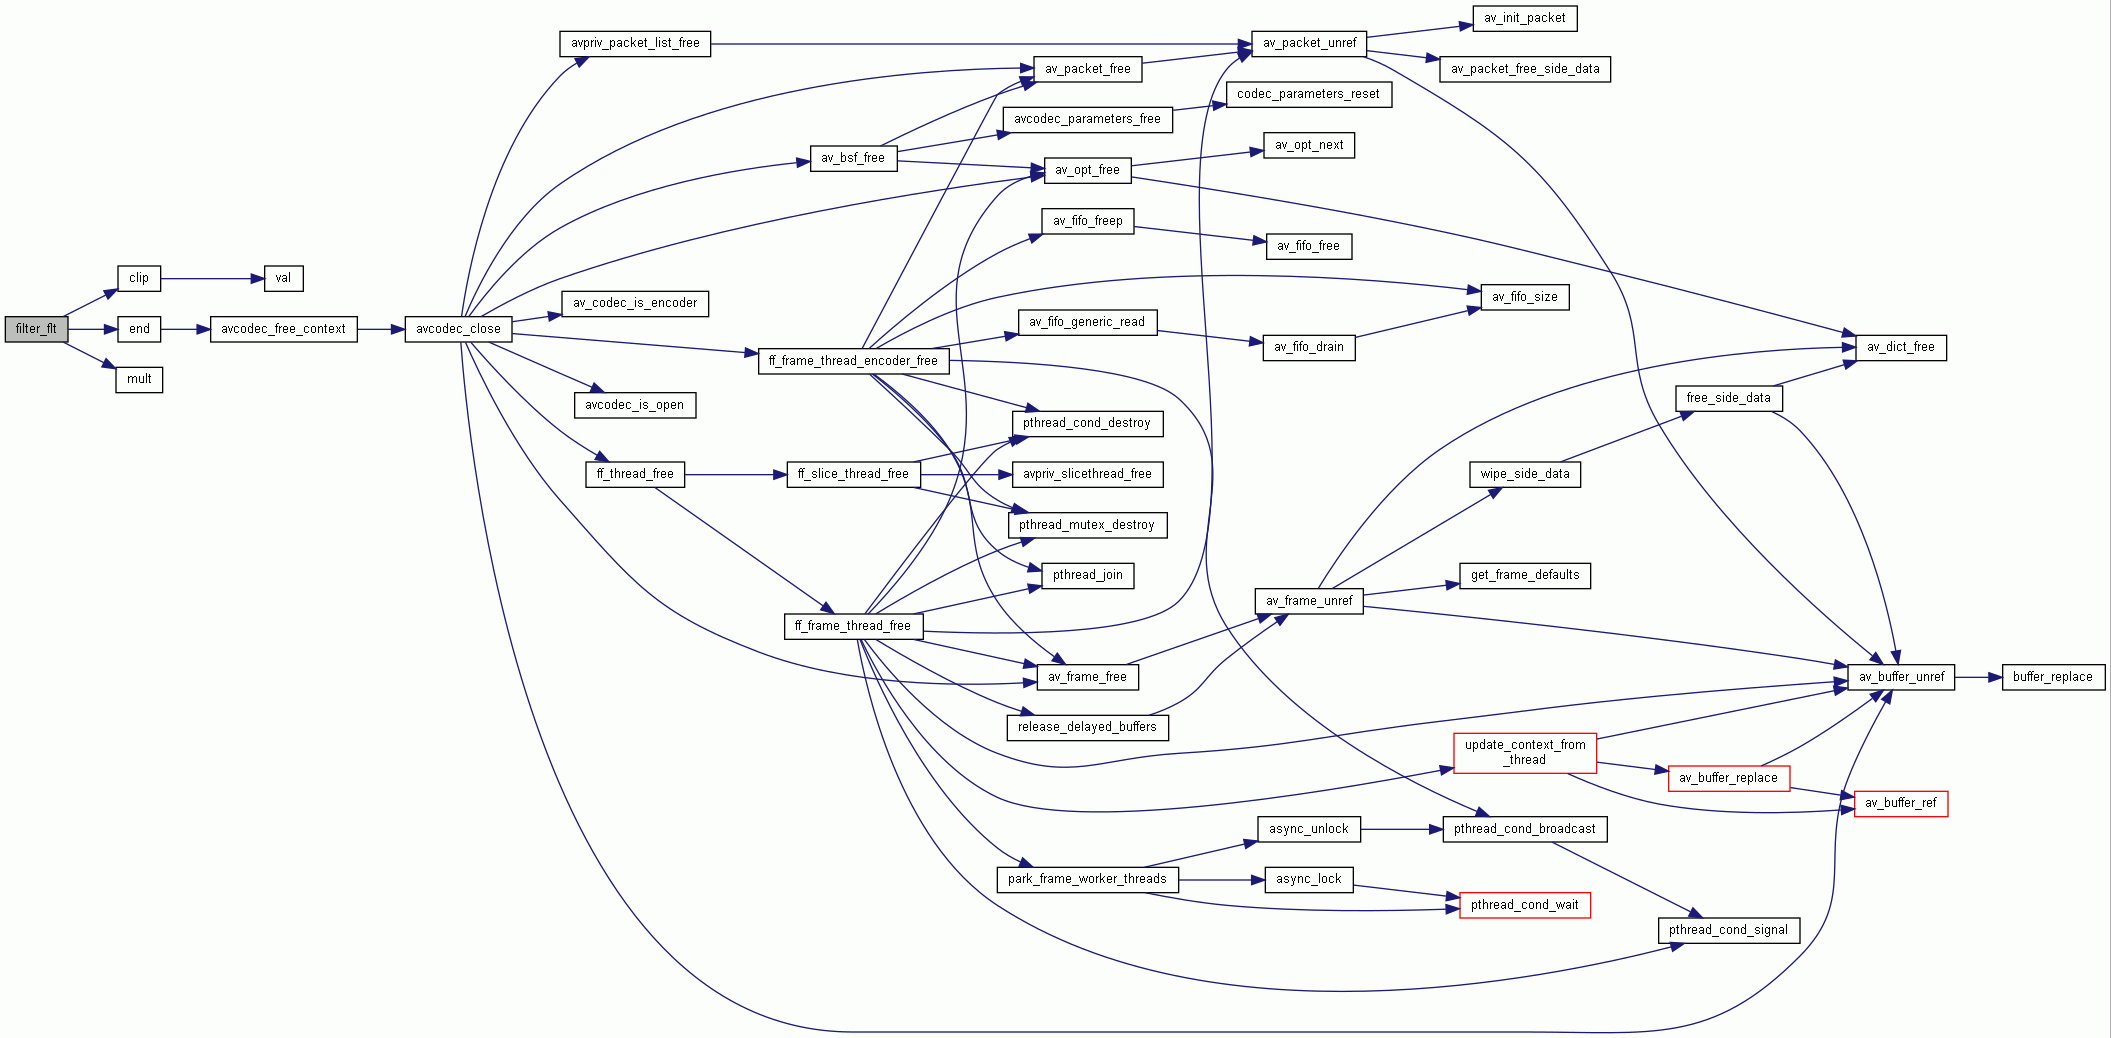 filter_flt
clip
end
mult
val
avcodec_free_context
avcodec_close
avpriv_packet_list_free
av_codec_is_encoder
avcodec_is_open
ff_thread_free
av_bsf_free
ff_frame_thread_encoder_free
ff_slice_thread_free
ff_frame_thread_free
av_packet_free
avcodec_parameters_free
av_opt_free
av_fifo_freep
av_fifo_generic_read
pthread_cond_destroy
avpriv_slicethread_free
pthread_mutex_destroy
pthread_join
av_frame_free
release_delayed_buffers
park_frame_worker_threads
av_packet_unref
codec_parameters_reset
av_opt_next
av_fifo_free
av_fifo_drain
av_frame_unref
async_unlock
async_lock
av_init_packet
av_packet_free_side_data
av_fifo_size
wipe_side_data
get_frame_defaults
update_context_from
_thread
pthread_cond_broadcast
pthread_cond_wait
free_side_data
av_buffer_replace
pthread_cond_signal
av_dict_free
av_buffer_unref
av_buffer_ref
buffer_replace